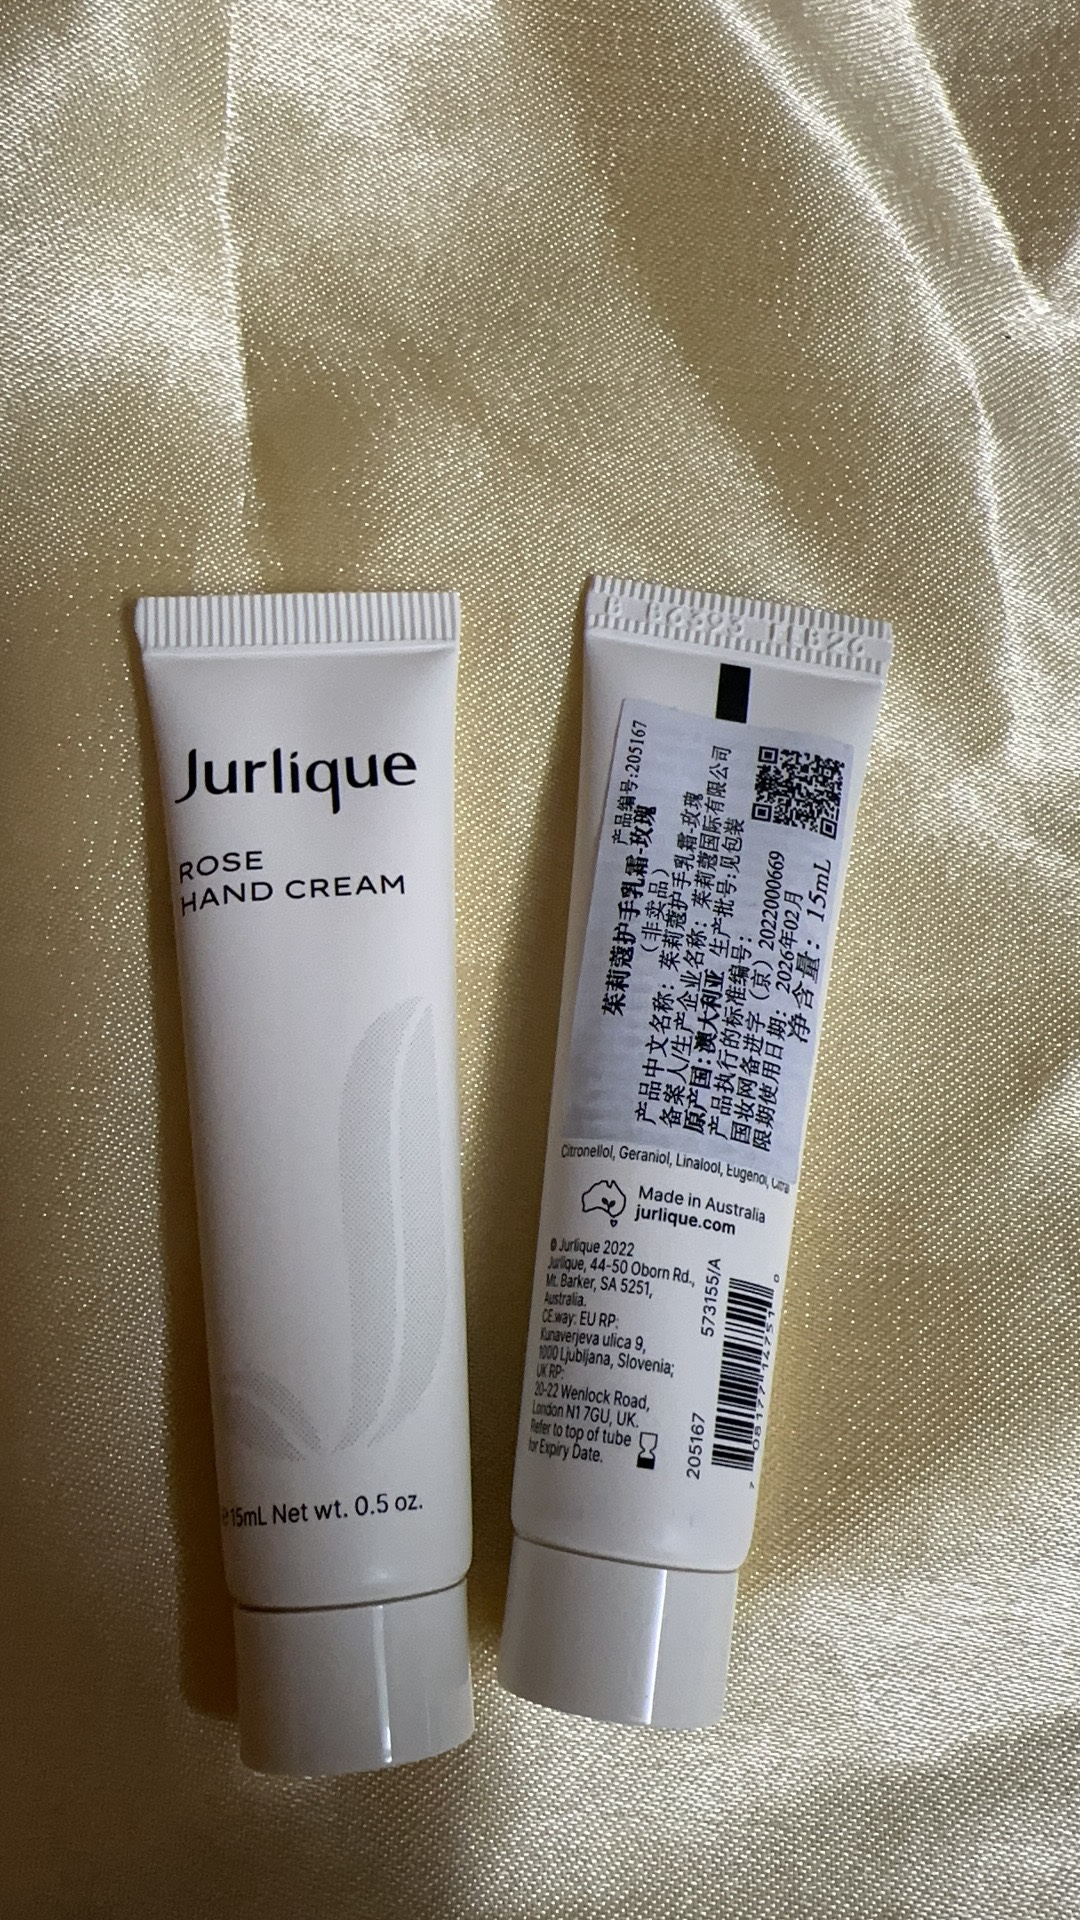 Jurlique
ROSE
HAND CREAM
℮15mL Net wt. 0.5 oz.
产品编号:205167
茱莉蔻护手乳霜-玫瑰
（非卖品）
产品中文名称：茱莉蔻护手乳霜-玫瑰
备案人/生产企业名称：茱莉蔻国际有限公司
原产国:澳大利亚 生产批号:见包装
产品执行的标准编号：
国妆网备进字（京）2022000669
限期使用日期：2026年02月
净含量：15mL
Citronellol, Geraniol, Linalool, Eugenol, Citral
Made in Australia
jurlique.com
© Jurlique 2022
Jurlique, 44-50 Oborn Rd.,
Mt. Barker, SA 5251,
Australia.
CE.way: EU RP:
Kunaverjeva ulica 9,
1000 Ljubljana, Slovenia;
UK RP:
20-22 Wenlock Road,
London N1 7GU, UK.
Refer to top of tube
for Expiry Date.
573155/A
205167